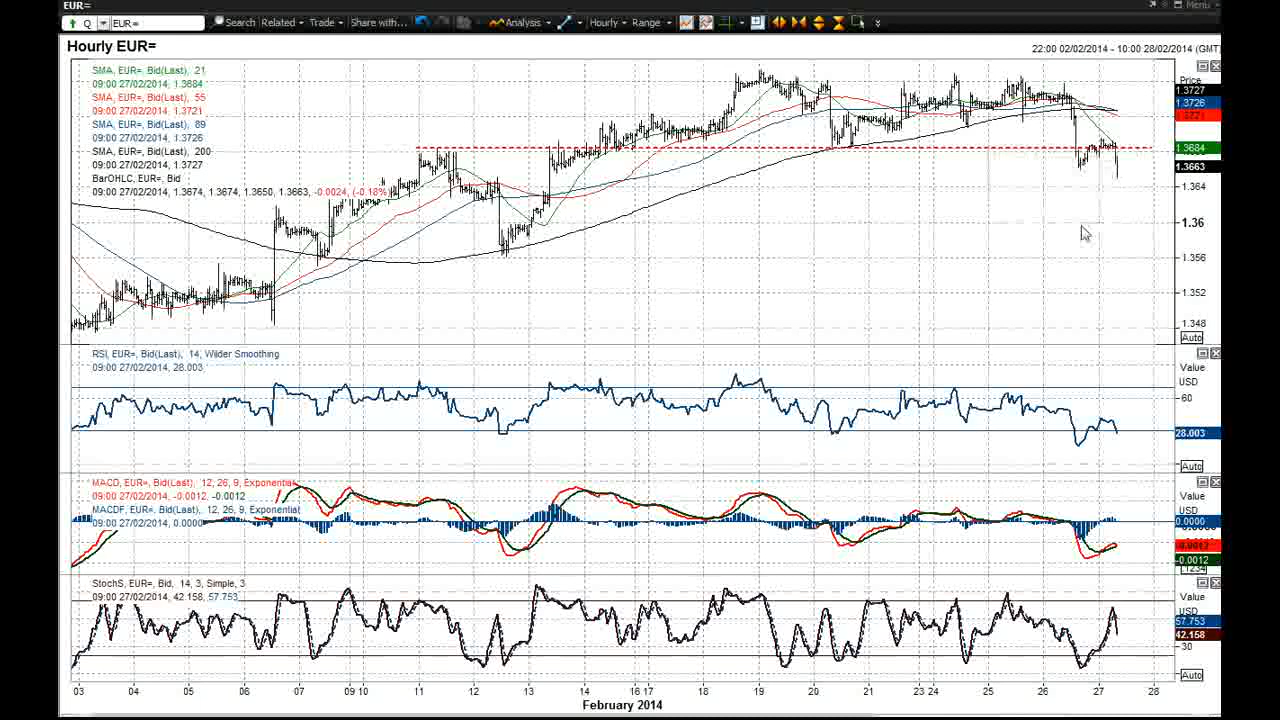 EUR=
Menu
Q EUR= Search Related Trade Share with... Analysis Hourly Range
Hourly EUR=
22:00 02/02/2014 - 10:00 28/02/2014 (GMT)
SMA, EUR=, Bid(Last), 21
09:00 27/02/2014, 1.3684
SMA, EUR=, Bid(Last), 55
09:00 27/02/2014, 1.3721
SMA, EUR=, Bid(Last), 89
09:00 27/02/2014, 1.3726
SMA, EUR=, Bid(Last), 200
09:00 27/02/2014, 1.3727
BarOHLC, EUR=, Bid
09:00 27/02/2014, 1.3674, 1.3674, 1.3650, 1.3663, -0.0024, (-0.18%)
Price
1.3727
1.3726
1.3721
1.3684
1.3663
1.364
1.36
1.356
1.352
1.348
Auto
RSI, EUR=, Bid(Last), 14, Wilder Smoothing
09:00 27/02/2014, 28.003
Value
USD
60
28.003
Auto
MACD, EUR=, Bid(Last), 12, 26, 9, Exponential
09:00 27/02/2014, -0.0012, -0.0012
MACDF, EUR=, Bid(Last), 12, 26, 9, Exponential
09:00 27/02/2014, 0.0000
Value
USD
0.0000
-0.0012
-0.0012
StochS, EUR=, Bid, 14, 3, Simple, 3
09:00 27/02/2014, 42.158, 57.753
Value
USD
57.753
42.158
30
Auto
03 04 05 06 07 09 10 11 12 13 14 16 17 18 19 20 21 23 24 25 26 27 28
February 2014